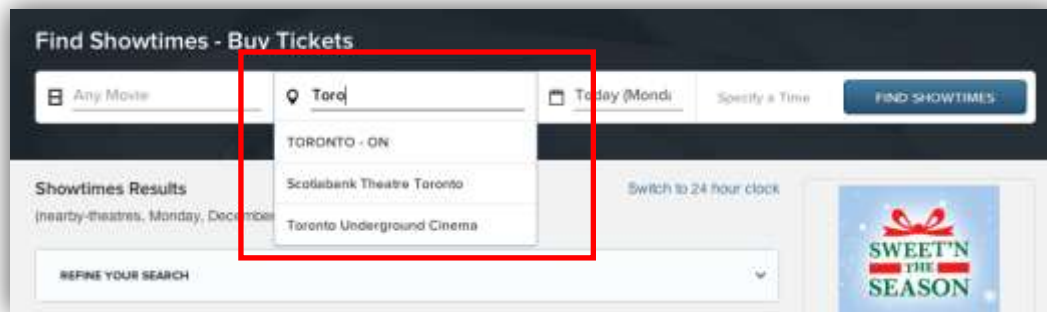 Find Showtimes - Buy Tickets
Any Movie
Toro
Today (Monda
Specify a Time
FIND SHOWTIMES
TORONTO - ON
Scotiabank Theatre Toronto
Toronto Underground Cinema
Showtimes Results
(nearby-theatres, Monday, December
Switch to 24 hour clock
REFINE YOUR SEARCH
SWEET'N
THE
SEASON